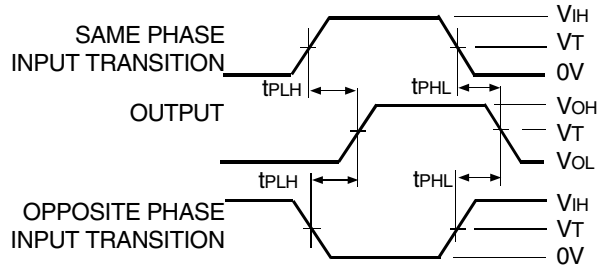 SAME PHASE
INPUT TRANSITION
VIH
VT
0V
tPLH
tPHL
OUTPUT
VOH
VT
VOL
tPLH
tPHL
OPPOSITE PHASE
INPUT TRANSITION
VIH
VT
0V